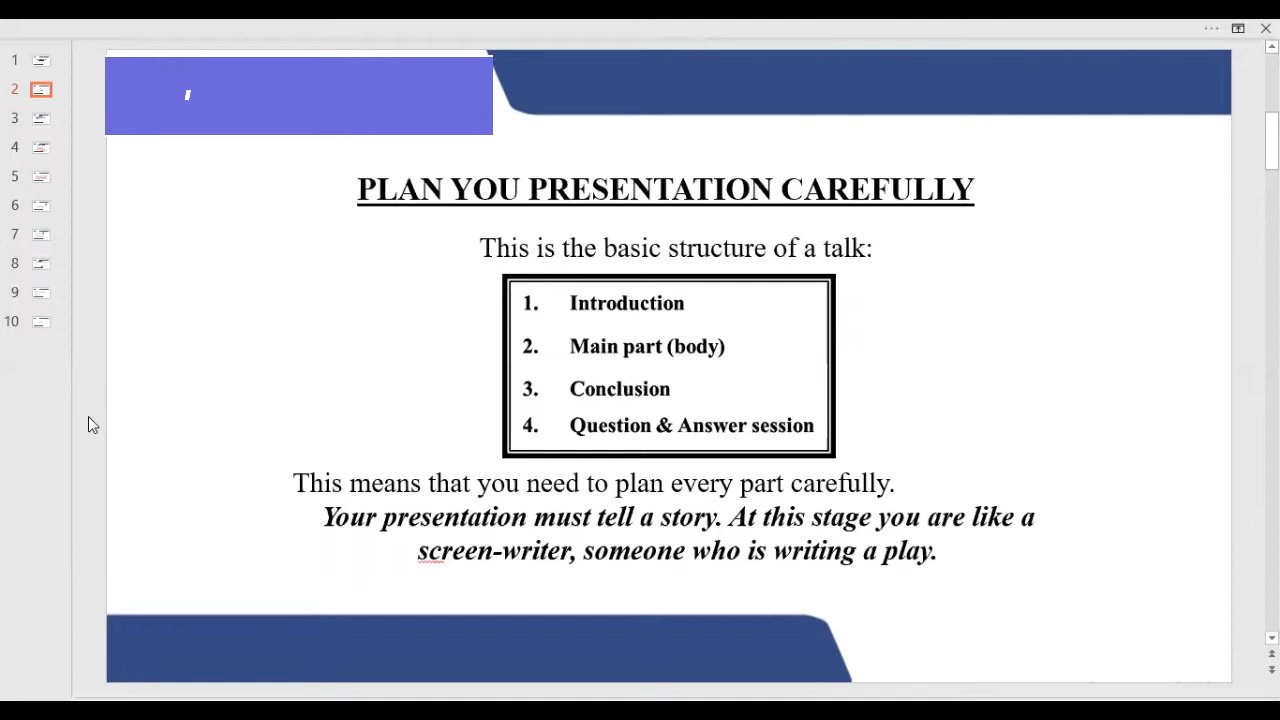 1
2
3
4
5
6
7
8
9
10
PLAN YOU PRESENTATION CAREFULLY
This is the basic structure of a talk:
1. Introduction
2. Main part (body)
3. Conclusion
4. Question & Answer session
This means that you need to plan every part carefully.
Your presentation must tell a story. At this stage you are like a
screen-writer, someone who is writing a play.